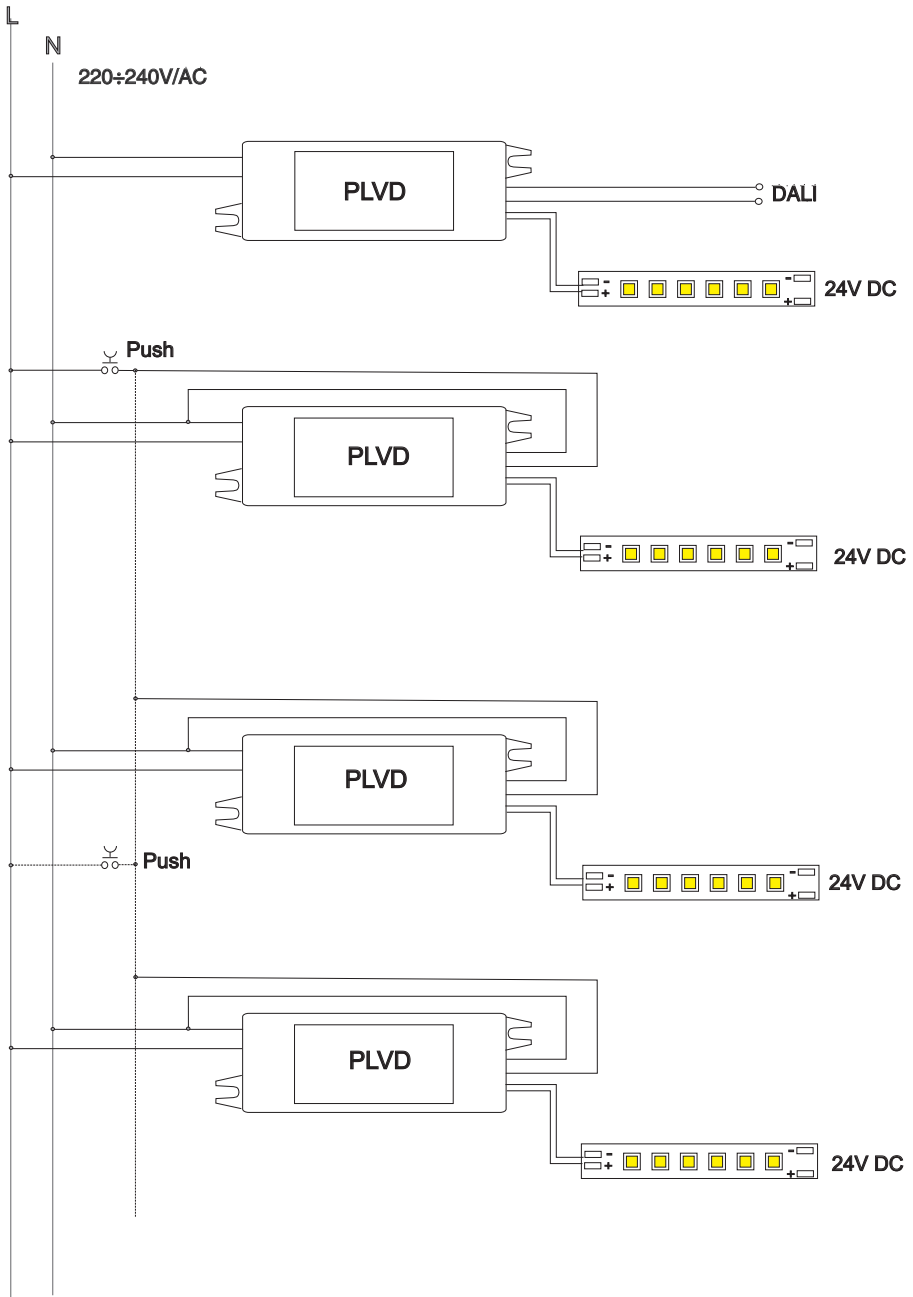 L
N
220÷240V/AC
PLVD
DALI
- -
+ +
24V DC
Push
PLVD
- -
+ +
24V DC
PLVD
Push
- -
+ +
24V DC
PLVD
- -
+ +
24V DC